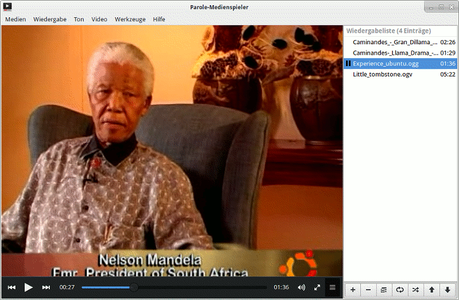 Parole-Medienspieler
Medien Wiedergabe Ton Video Werkzeuge Hilfe
Wiedergabeliste (4 Einträge)
Caminandes_-_Gran_Dillama_... 02:26
Caminandes-_Llama_Drama_-... 01:29
Experience_ubuntu.ogg 01:36
Little_tombstone.ogv 05:22
Nelson Mandela
Fmr. President of South Africa
00:27 01:36